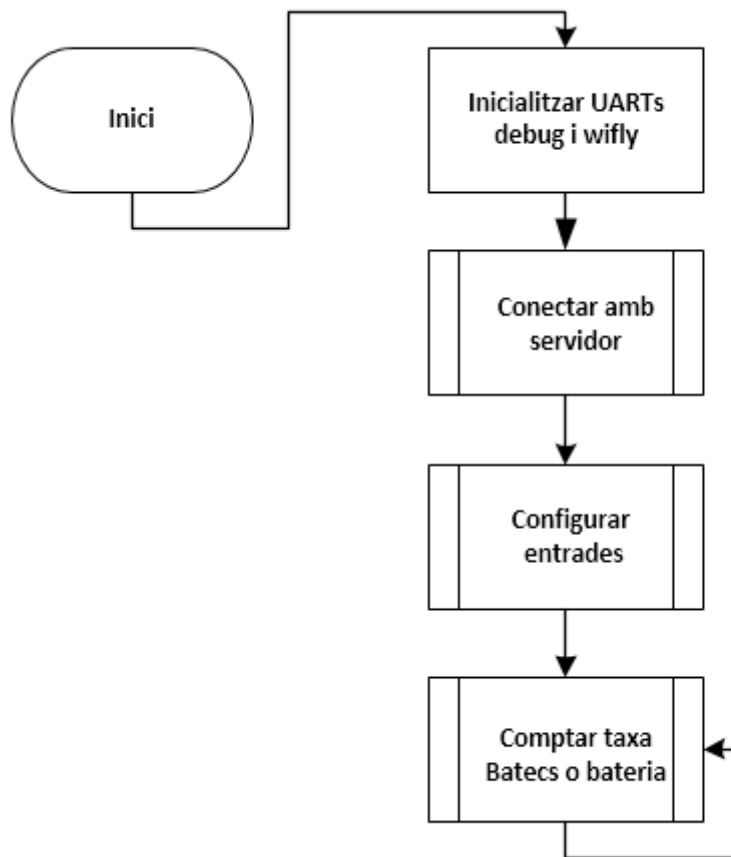 Inici
Inicialitzar UARTs
debug i wifly
Conectar amb
servidor
Configurar
entrades
Comptar taxa
Batecs o bateria